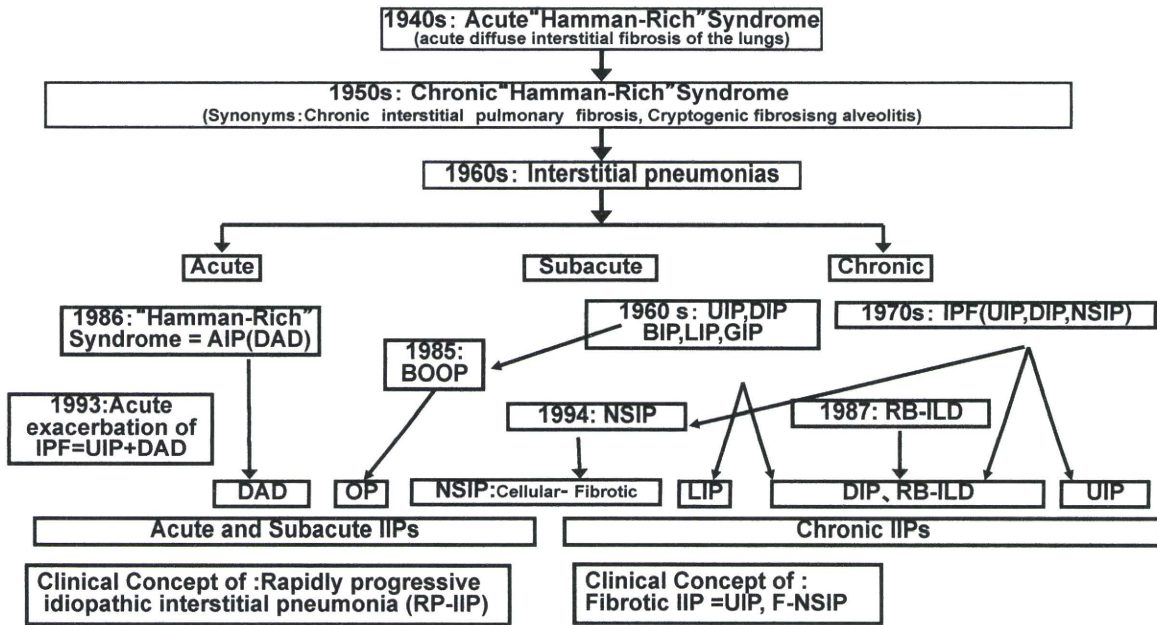 1940s: Acute"Hamman-Rich"Syndrome
(acute diffuse interstitial fibrosis of the lungs)
1950s: Chronic"Hamman-Rich"Syndrome
(Synonyms:Chronic interstitial pulmonary fibrosis, Cryptogenic fibrosisng alveolitis)
1960s: Interstitial pneumonias
Acute
Subacute
Chronic
1986:"Hamman-Rich"
Syndrome = AIP(DAD)
1960 s: UIP,DIP
BIP,LIP,GIP
1970s: IPF(UIP,DIP,NSIP)
1985:
BOOP
1993:Acute
exacerbation of
IPF=UIP+DAD
1994: NSIP
1987: RB-ILD
DAD
OP
NSIP:Cellular- Fibrotic
LIP
DIP、RB-ILD
UIP
Acute and Subacute IIPs
Chronic IIPs
Clinical Concept of :Rapidly progressive
idiopathic interstitial pneumonia (RP-IIP)
Clinical Concept of :
Fibrotic IIP =UIP, F-NSIP